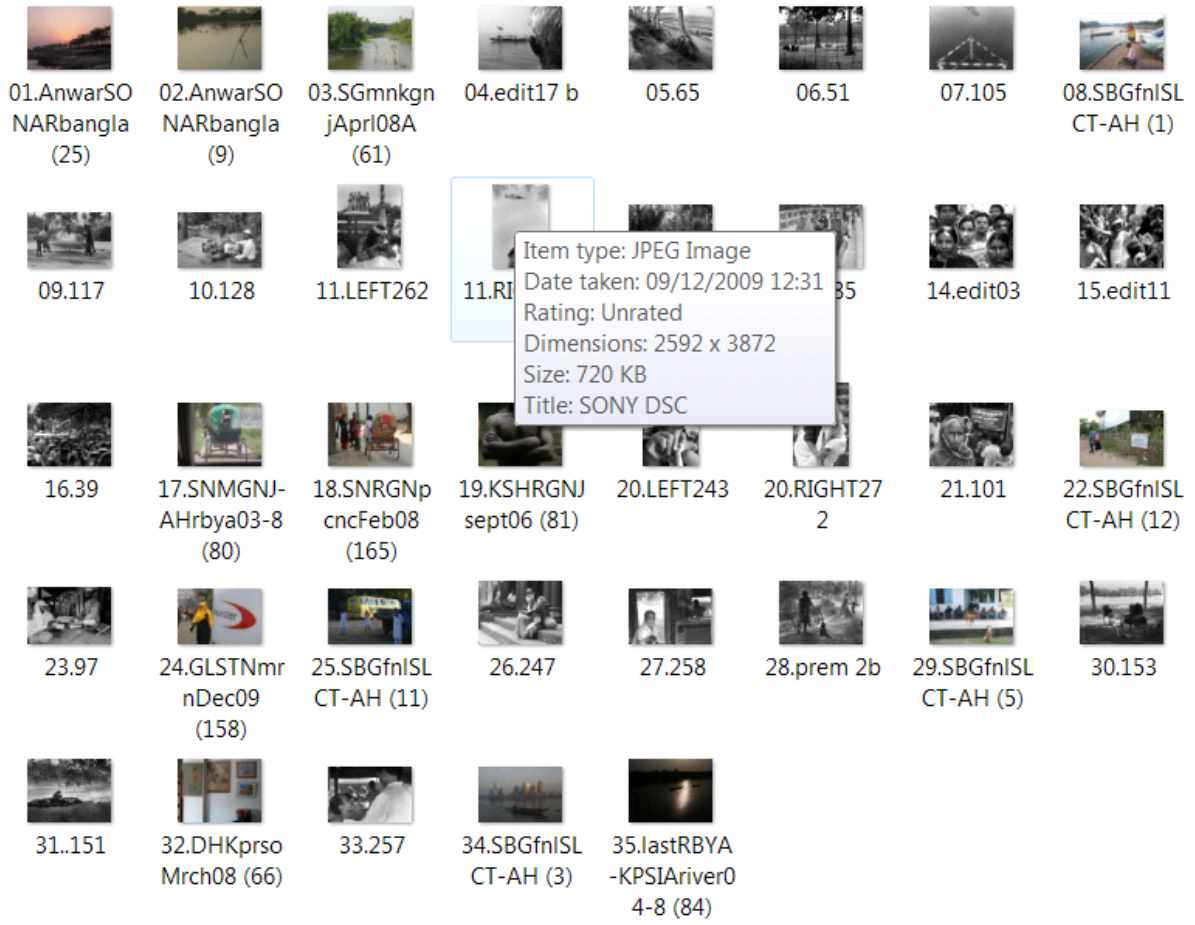 01.AnwarSO
NARbangla
(25)
02.AnwarSO
NARbangla
(9)
03.SGmnkgn
jAprl08A
(61)
04.edit17 b
05.65
06.51
07.105
08.SBGfnlSL
CT-AH (1)
09.117
10.128
11.LEFT262
11.RI
Item type: JPEG Image
Date taken: 09/12/2009 12:31
Rating: Unrated
Dimensions: 2592 x 3872
Size: 720 KB
Title: SONY DSC
35
14.edit03
15.edit11
16.39
17.SNMGNJ-
AHrbya03-8
(80)
18.SNRGNp
cncFeb08
(165)
19.KSHRGNJ
sept06 (81)
20.LEFT243
20.RIGHT27
2
21.101
22.SBGfnlSL
CT-AH (12)
23.97
24.GLSTNmr
nDec09
(158)
25.SBGfnlSL
CT-AH (11)
26.247
27.258
28.prem 2b
29.SBGfnlSL
CT-AH (5)
30.153
31..151
32.DHKprso
Mrch08 (66)
33.257
34.SBGfnlSL
CT-AH (3)
35.lastRBYA
-KPSIAriver0
4-8 (84)